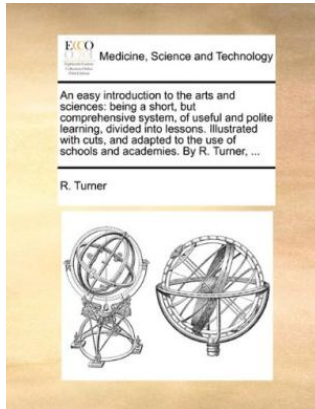 ECCO
Medicine, Science and Technology
An easy introduction to the arts and
sciences: being a short, but
comprehensive system, of useful and polite
learning, divided into lessons. Illustrated
with cuts, and adapted to the use of
schools and academies. By R. Turner, ...
R. Turner